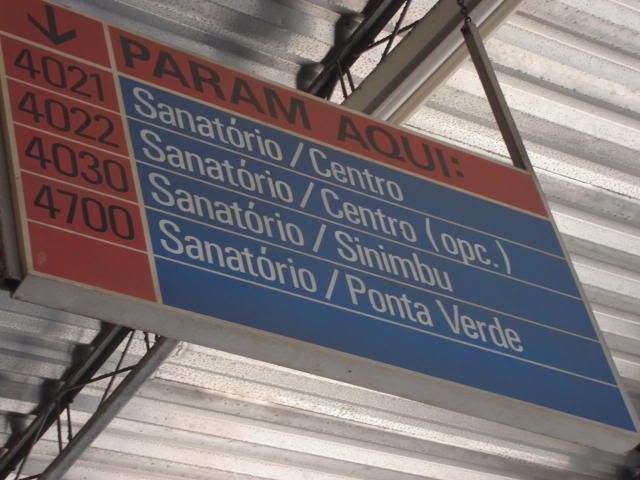 ↓ PARAM AQUI:
4021 Sanatório / Centro
4022 Sanatório / Centro (opc.)
4030 Sanatório / Sinimbu
4700 Sanatório / Ponta Verde